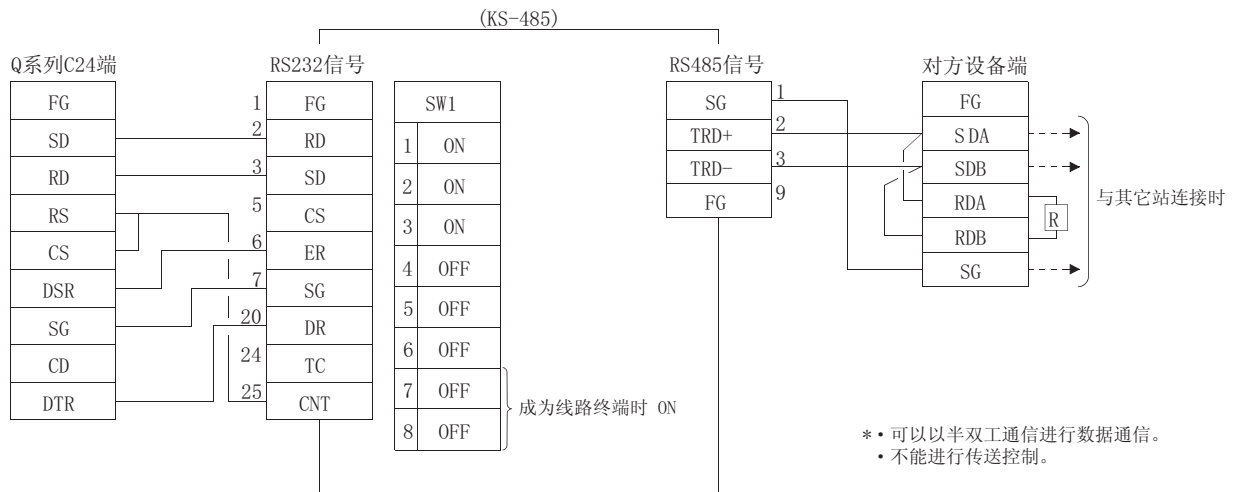 (KS-485)
Q系列C24端
FG
SD
RD
RS
CS
DSR
SG
CD
DTR
RS232信号
1 FG
2 RD
3 SD
5 CS
6 ER
7 SG
20 DR
24 TC
25 CNT
SW1
1 ON
2 ON
3 ON
4 OFF
5 OFF
6 OFF
7 OFF
8 OFF
成为线路终端时 ON
RS485信号
SG 1
TRD+ 2
TRD- 3
FG 9
对方设备端
FG
SDA
SDB
RDA
RDB
SG
R
与其它站连接时
*・可以以半双工通信进行数据通信。
・不能进行传送控制。